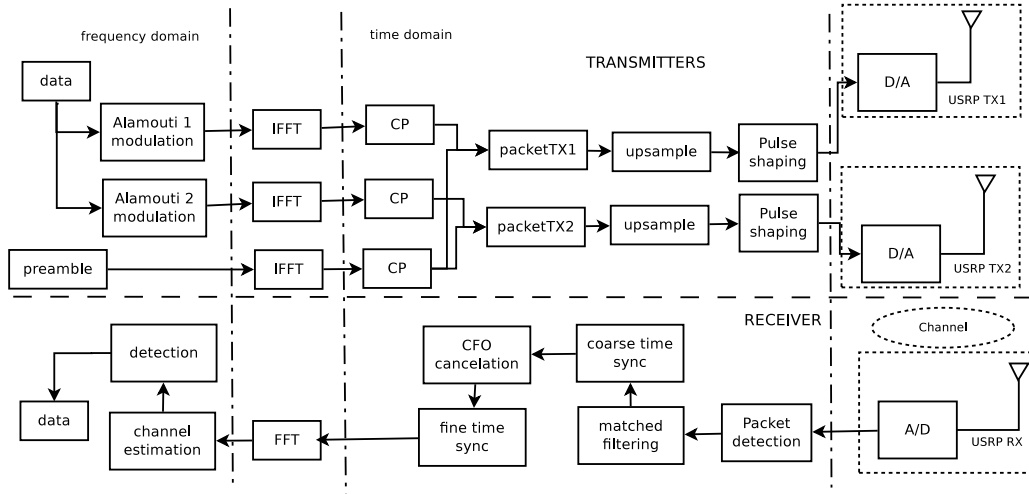 frequency domain
time domain
TRANSMITTERS
data
D/A
USRP TX1
Alamouti 1
modulation
IFFT
CP
packetTX1
upsample
Pulse
shaping
Alamouti 2
modulation
IFFT
CP
packetTX2
upsample
Pulse
shaping
D/A
USRP TX2
preamble
IFFT
CP
RECEIVER
Channel
detection
CFO
cancelation
coarse time
sync
data
channel
estimation
FFT
fine time
sync
matched
filtering
Packet
detection
A/D
USRP RX